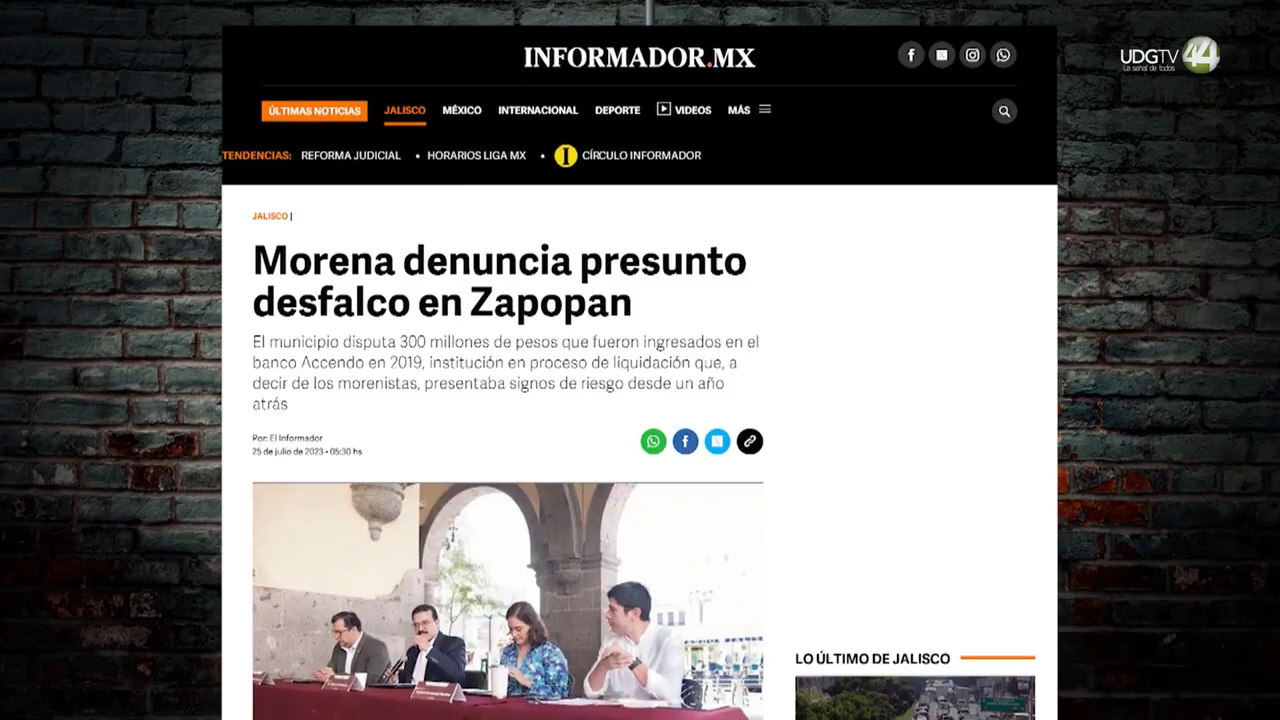 INFORMADOR.MX
UDGTV 44
La señal de todos
ÚLTIMAS NOTICIAS JALISCO MÉXICO INTERNACIONAL DEPORTE VIDEOS MÁS
TENDENCIAS: REFORMA JUDICIAL • HORARIOS LIGA MX • CÍRCULO INFORMADOR
JALISCO |
Morena denuncia presunto
desfalco en Zapopan
El municipio disputa 300 millones de pesos que fueron ingresados en el
banco Accendo en 2019, institución en proceso de liquidación que, a
decir de los morenistas, presentaba signos de riesgo desde un año
atrás
Por: El Informador
25 de julio de 2023 - 05:30 hs
LO ÚLTIMO DE JALISCO